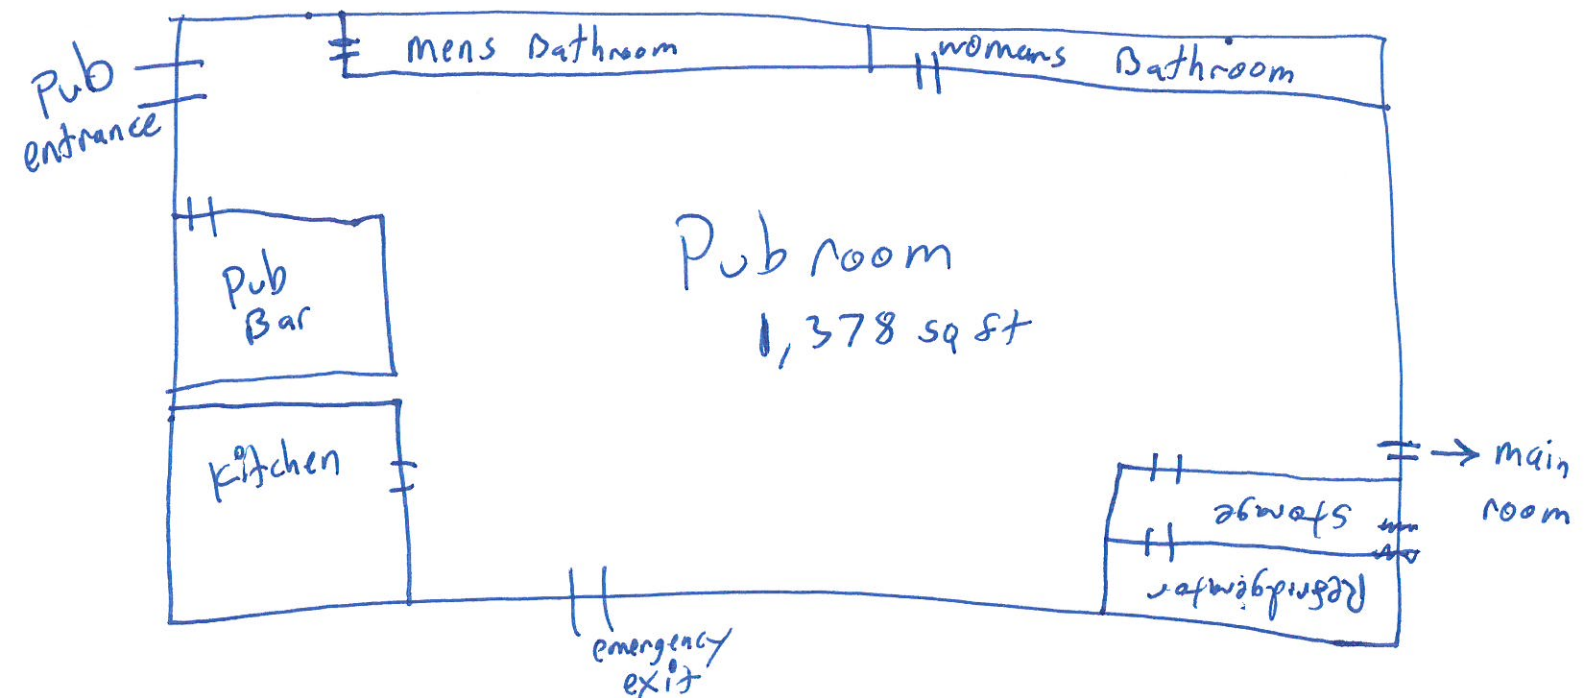 mens Bathroom
womans Bathroom
Pub
entrance
Pub room
1,378 sq ft
Pub
Bar
Kitchen
main
room
storage
Refridgerator
emergency
exit